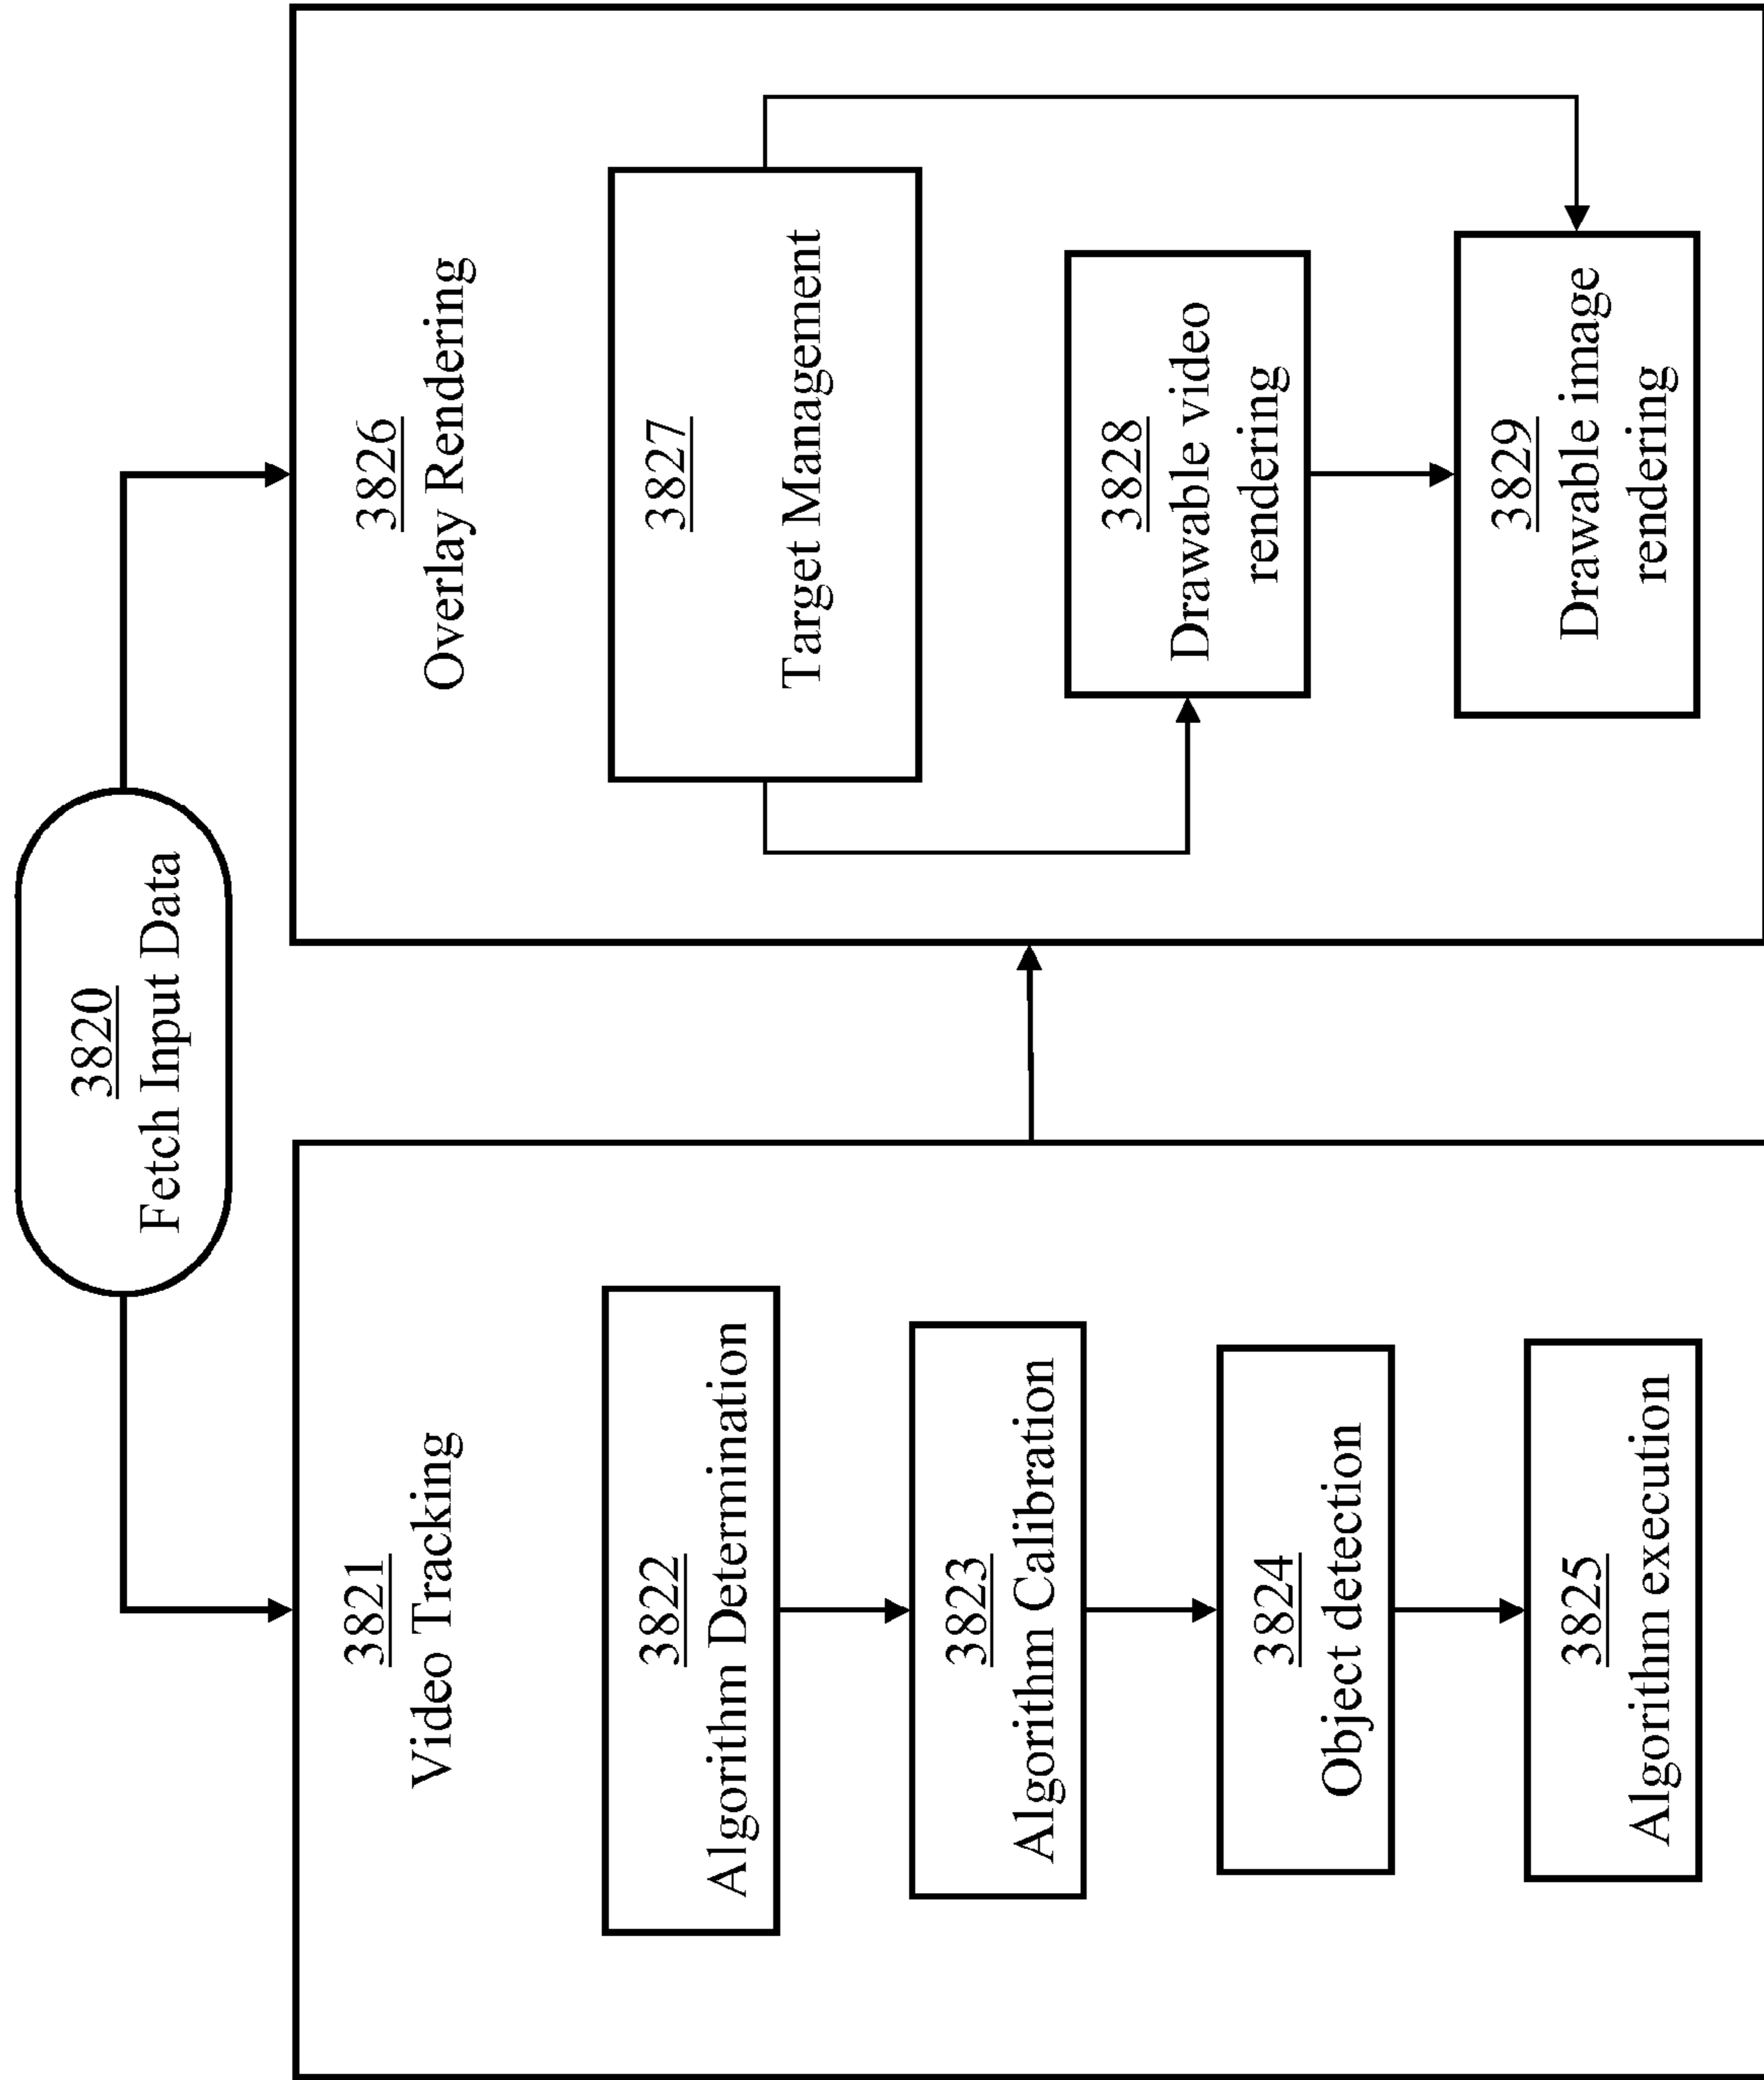 3820
Fetch Input Data
3821
Video Tracking
3822
Algorithm Determination
3823
Algorithm Calibration
3824
Object detection
3825
Algorithm execution
3826
Overlay Rendering
3827
Target Management
3828
Drawable video
rendering
3829
Drawable image
rendering